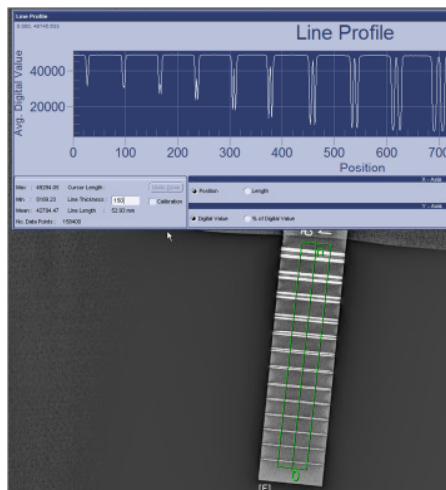 Line Profile
Line Profile
Avg. Digital Value
40000
20000
0 100 200 300 400 500 600 700
Position
X - Axis
Position Length
Y - Axis
Digital Value % of Digital Value
Cursor Length :
Min : Line Thickness : 150 Calibration
Mean : Line Length : 52.93 mm
No. Data Points :